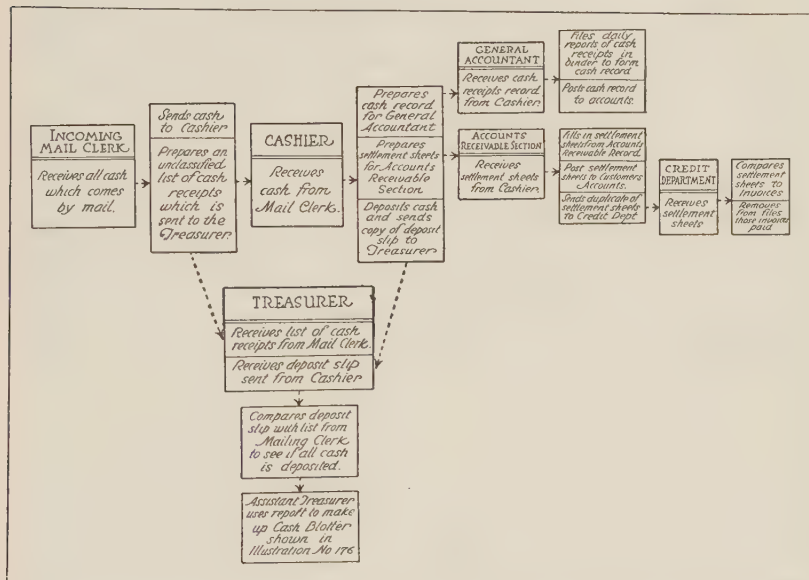 INCOMING
MAIL CLERK
Receives all cash
which comes
by mail.
Sends cash
to Cashier
Prepares an
unclassified
list of cash
receipts
which is
sent to the
Treasurer.
CASHIER
Receives
cash from
Mail Clerk.
Prepares
cash record
for General
Accountant
Prepares
settlement sheets
for Accounts
Receivable
Section
Deposits cash
and sends
copy of deposit
slip to
Treasurer
GENERAL
ACCOUNTANT
Receives cash
receipts record
from Cashier.
Files daily
reports of cash
receipts in
binder to form
cash record
Posts cash record
to accounts.
ACCOUNTS
RECEIVABLE SECTION
Receives
settlement sheets
from Cashier.
Fills in settlement
sheets from Accounts
Receivable Record.
Post settlement
sheets to Customers
Accounts.
Sends duplicate of
settlement sheets
to Credit Dept
CREDIT
DEPARTMENT
Receives
settlement
sheets
Compares
settlement
sheets to
Invoices
Removes
from files
those invoices
paid
TREASURER
Receives list of cash
receipts from Mail Clerk.
Receives deposit slip
sent from Cashier
Compares deposit
slip with list from
Mailing Clerk
to see if all cash
is deposited.
Assistant Treasurer
uses report to make
up Cash Blotter
shown in
Illustration No 176